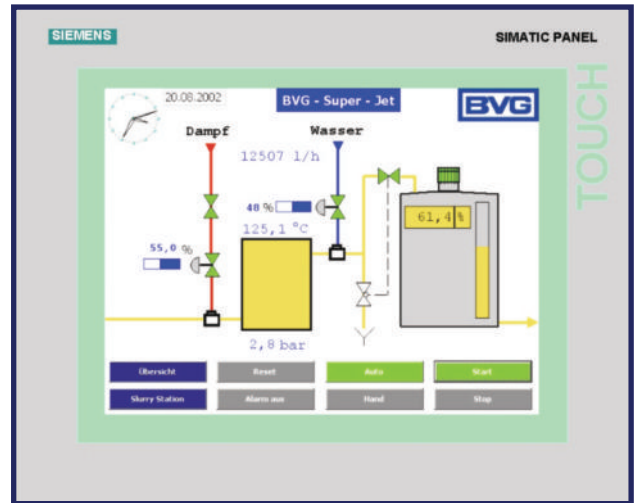 SIEMENS
SIMATIC PANEL
TOUCH
20.08.2002
BVG - Super - Jet
BVG
Dampf
Wasser
12507 l/h
48 %
125,1 °C
61,4 %
55,0 %
2,8 bar
Übersicht
Reset
Auto
Start
Slurry Station
Alarm aus
Hand
Stop